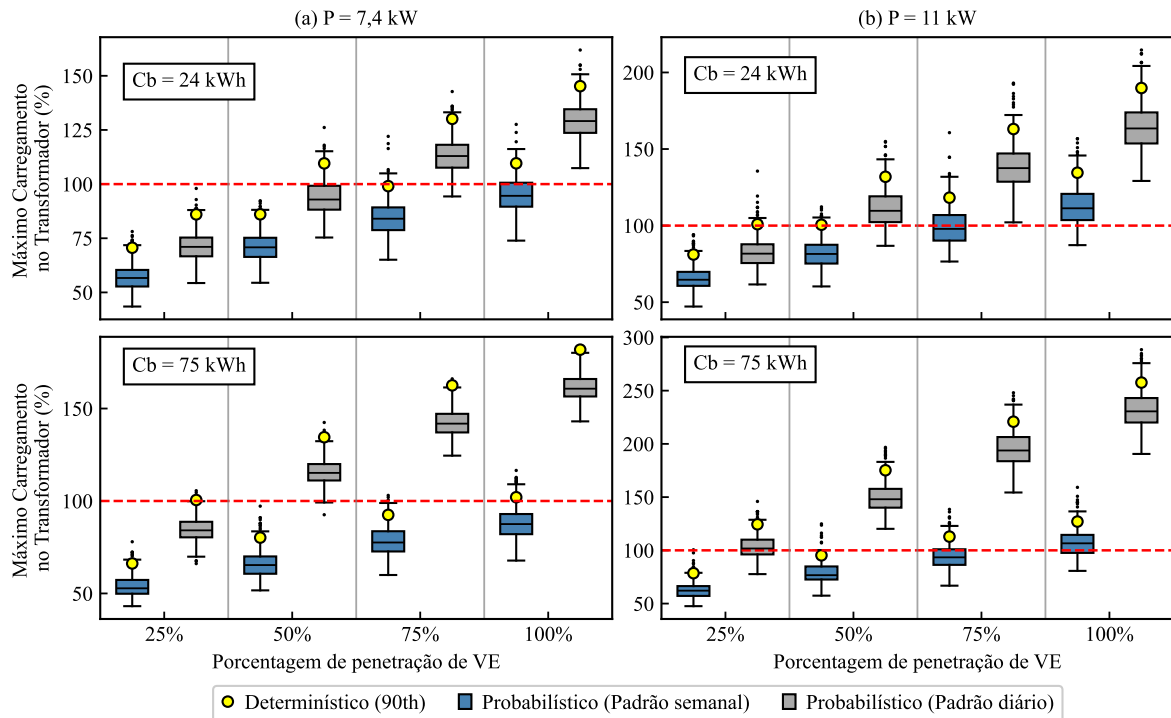 (a) P = 7,4 kW
(b) P = 11 kW
Máximo Carregamento
no Transformador (%)
150
125
100
75
50
Cb = 24 kWh
200
150
100
50
Cb = 24 kWh
Máximo Carregamento
no Transformador (%)
150
100
50
Cb = 75 kWh
300
250
200
150
100
50
Cb = 75 kWh
25% 50% 75% 100%
25% 50% 75% 100%
Porcentagem de penetração de VE
Porcentagem de penetração de VE
Determinístico (90th) Probabilístico (Padrão semanal) Probabilístico (Padrão diário)